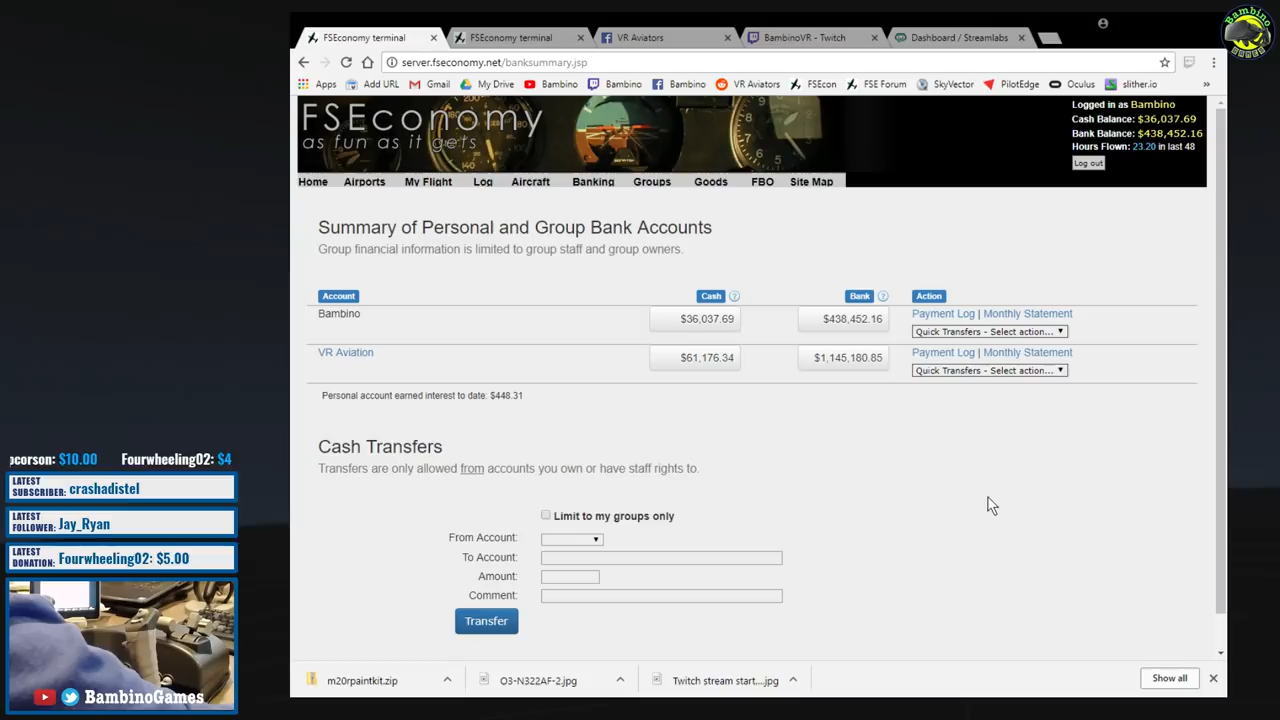 FSEconomy terminal
FSEconomy terminal
VR Aviators
BambinoVR - Twitch
Dashboard / Streamlabs
server.fseconomy.net/banksummary.jsp
Apps Add URL Gmail My Drive Bambino Bambino Bambino VR Aviators FSEcon FSE Forum SkyVector PilotEdge Oculus slither.io »
Bambino
FSEconomy
as fun as it gets
Logged in as Bambino
Cash Balance: $36,037.69
Bank Balance: $438,452.16
Hours Flown: 23.20 in last 48
Log out
Home Airports My Flight Log Aircraft Banking Groups Goods FBO Site Map
Summary of Personal and Group Bank Accounts
Group financial information is limited to group staff and group owners.
Account Cash ? Bank ? Action
Bambino $36,037.69 $438,452.16 Payment Log | Monthly Statement
Quick Transfers - Select action...
VR Aviation $61,176.34 $1,145,180.85 Payment Log | Monthly Statement
Quick Transfers - Select action...
Personal account earned interest to date: $448.31
Cash Transfers
Transfers are only allowed from accounts you own or have staff rights to.
Limit to my groups only
From Account:
To Account:
Amount:
Comment:
Transfer
m20rpaintkit.zip
O3-N322AF-2.jpg
Twitch stream start....jpg
Show all
pcorson: $10.00 Fourwheeling02: $4
LATEST SUBSCRIBER: crashadistel
LATEST FOLLOWER: Jay_Ryan
LATEST DONATION: Fourwheeling02: $5.00
BambinoGames